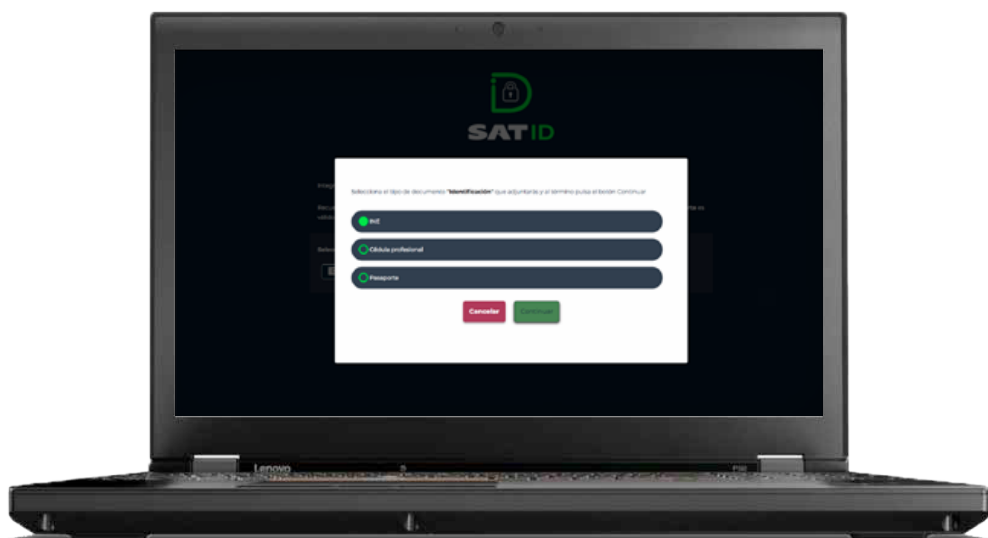 SAT ID
Selecciona el tipo de documento "Identificación" que adjuntarás y al término pulsa el botón Continuar
INE
Cédula profesional
Pasaporte
Cancelar
Continuar
Lenovo